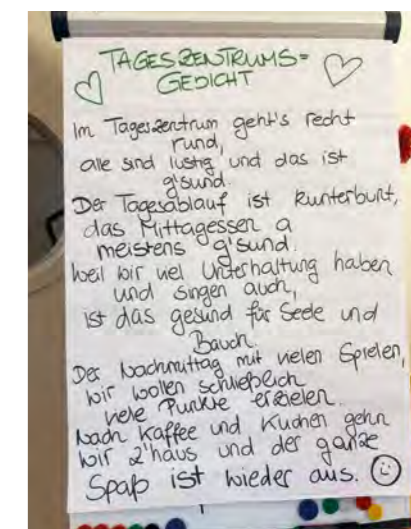 TAGESZENTRUMS=
GEDICHT
Im Tageszentrum geht's recht
rund,
alle sind lustig und das ist
g'sund.
Der Tagesablauf ist kunterbunt,
das Mittagessen a
meistens g'sund.
Weil wir viel Unterhaltung haben
und singen auch,
ist das gesund für Seele und
Bauch.
Der Nachmittag mit vielen Spielen,
wir wollen schließlich
viele Punkte erzielen.
Nach Kaffee und Kuchen gehn
wir z'haus und der ganze
Spaß ist wieder aus.